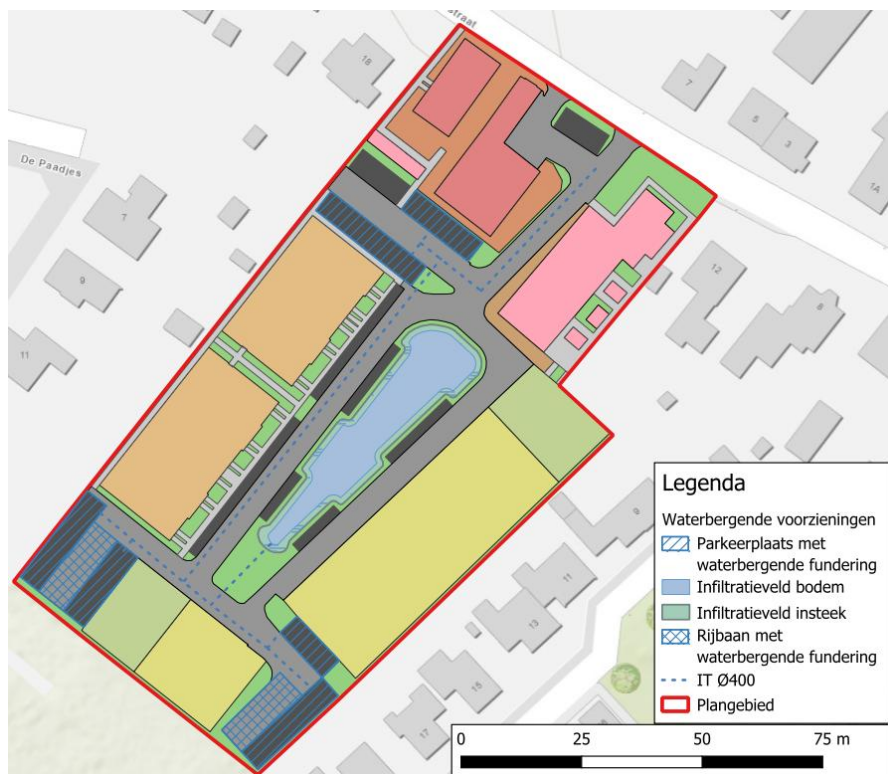 straat
18
7
5
3
1A
De Paadjes
7
9
11
12
8
9
11
13
15
17
Legenda
Waterbergende voorzieningen
Parkeerplaats met
waterbergende fundering
Infiltratieveld bodem
Infiltratieveld insteek
Rijbaan met
waterbergende fundering
IT Ø400
Plangebied
0 25 50 75 m